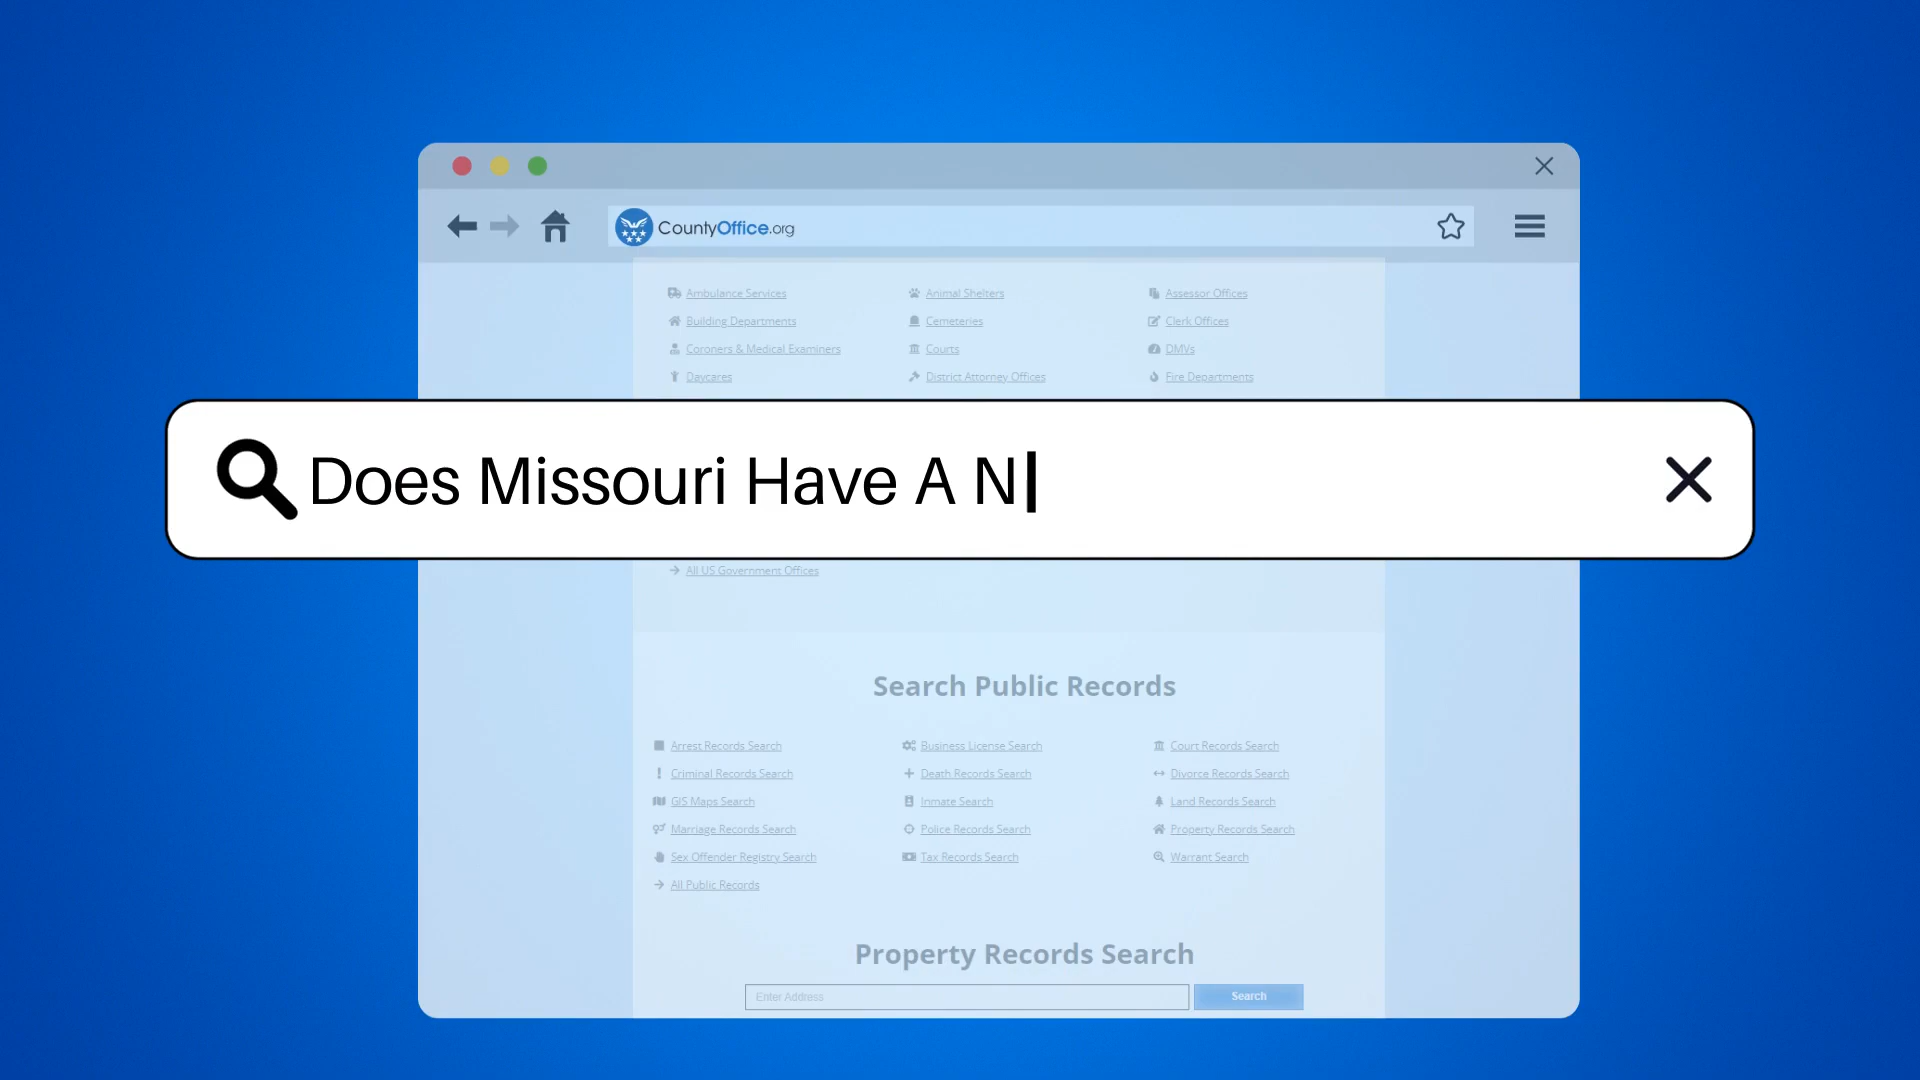 CountyOffice.org
Ambulance Services Animal Shelters Assessor Offices
Building Departments Cemeteries Clerk Offices
Coroners & Medical Examiners Courts DMVs
Daycares District Attorney Offices Fire Departments
Does Missouri Have A N
All US Government Offices
Search Public Records
Arrest Records Search Business License Search Court Records Search
Criminal Records Search Death Records Search Divorce Records Search
GIS Maps Search Inmate Search Land Records Search
Marriage Records Search Police Records Search Property Records Search
Sex Offender Registry Search Tax Records Search Warrant Search
All Public Records
Property Records Search
Enter Address Search